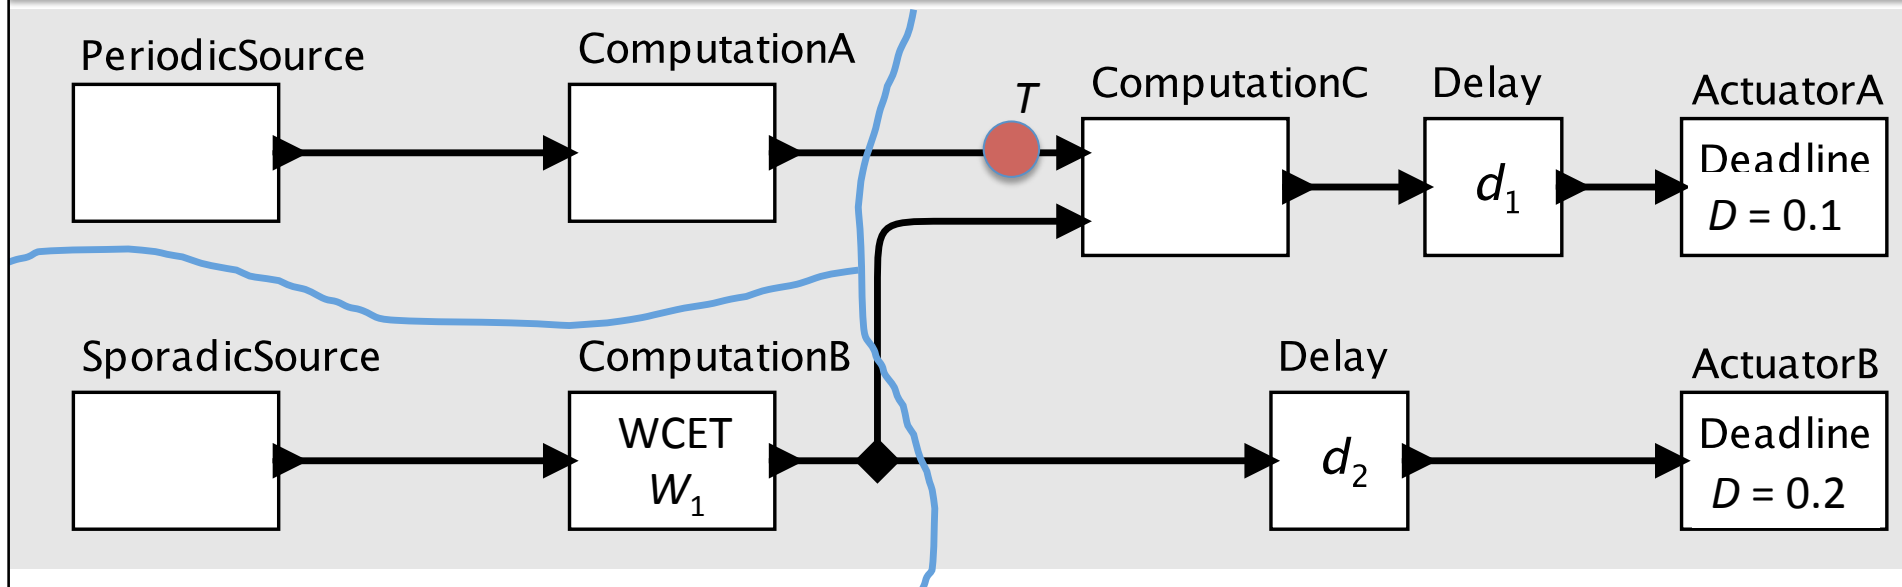 PeriodicSource
ComputationA
T
ComputationC
Delay
ActuatorA
d1
Deadline
D = 0.1
SporadicSource
ComputationB
Delay
ActuatorB
WCET
W1
d2
Deadline
D = 0.2